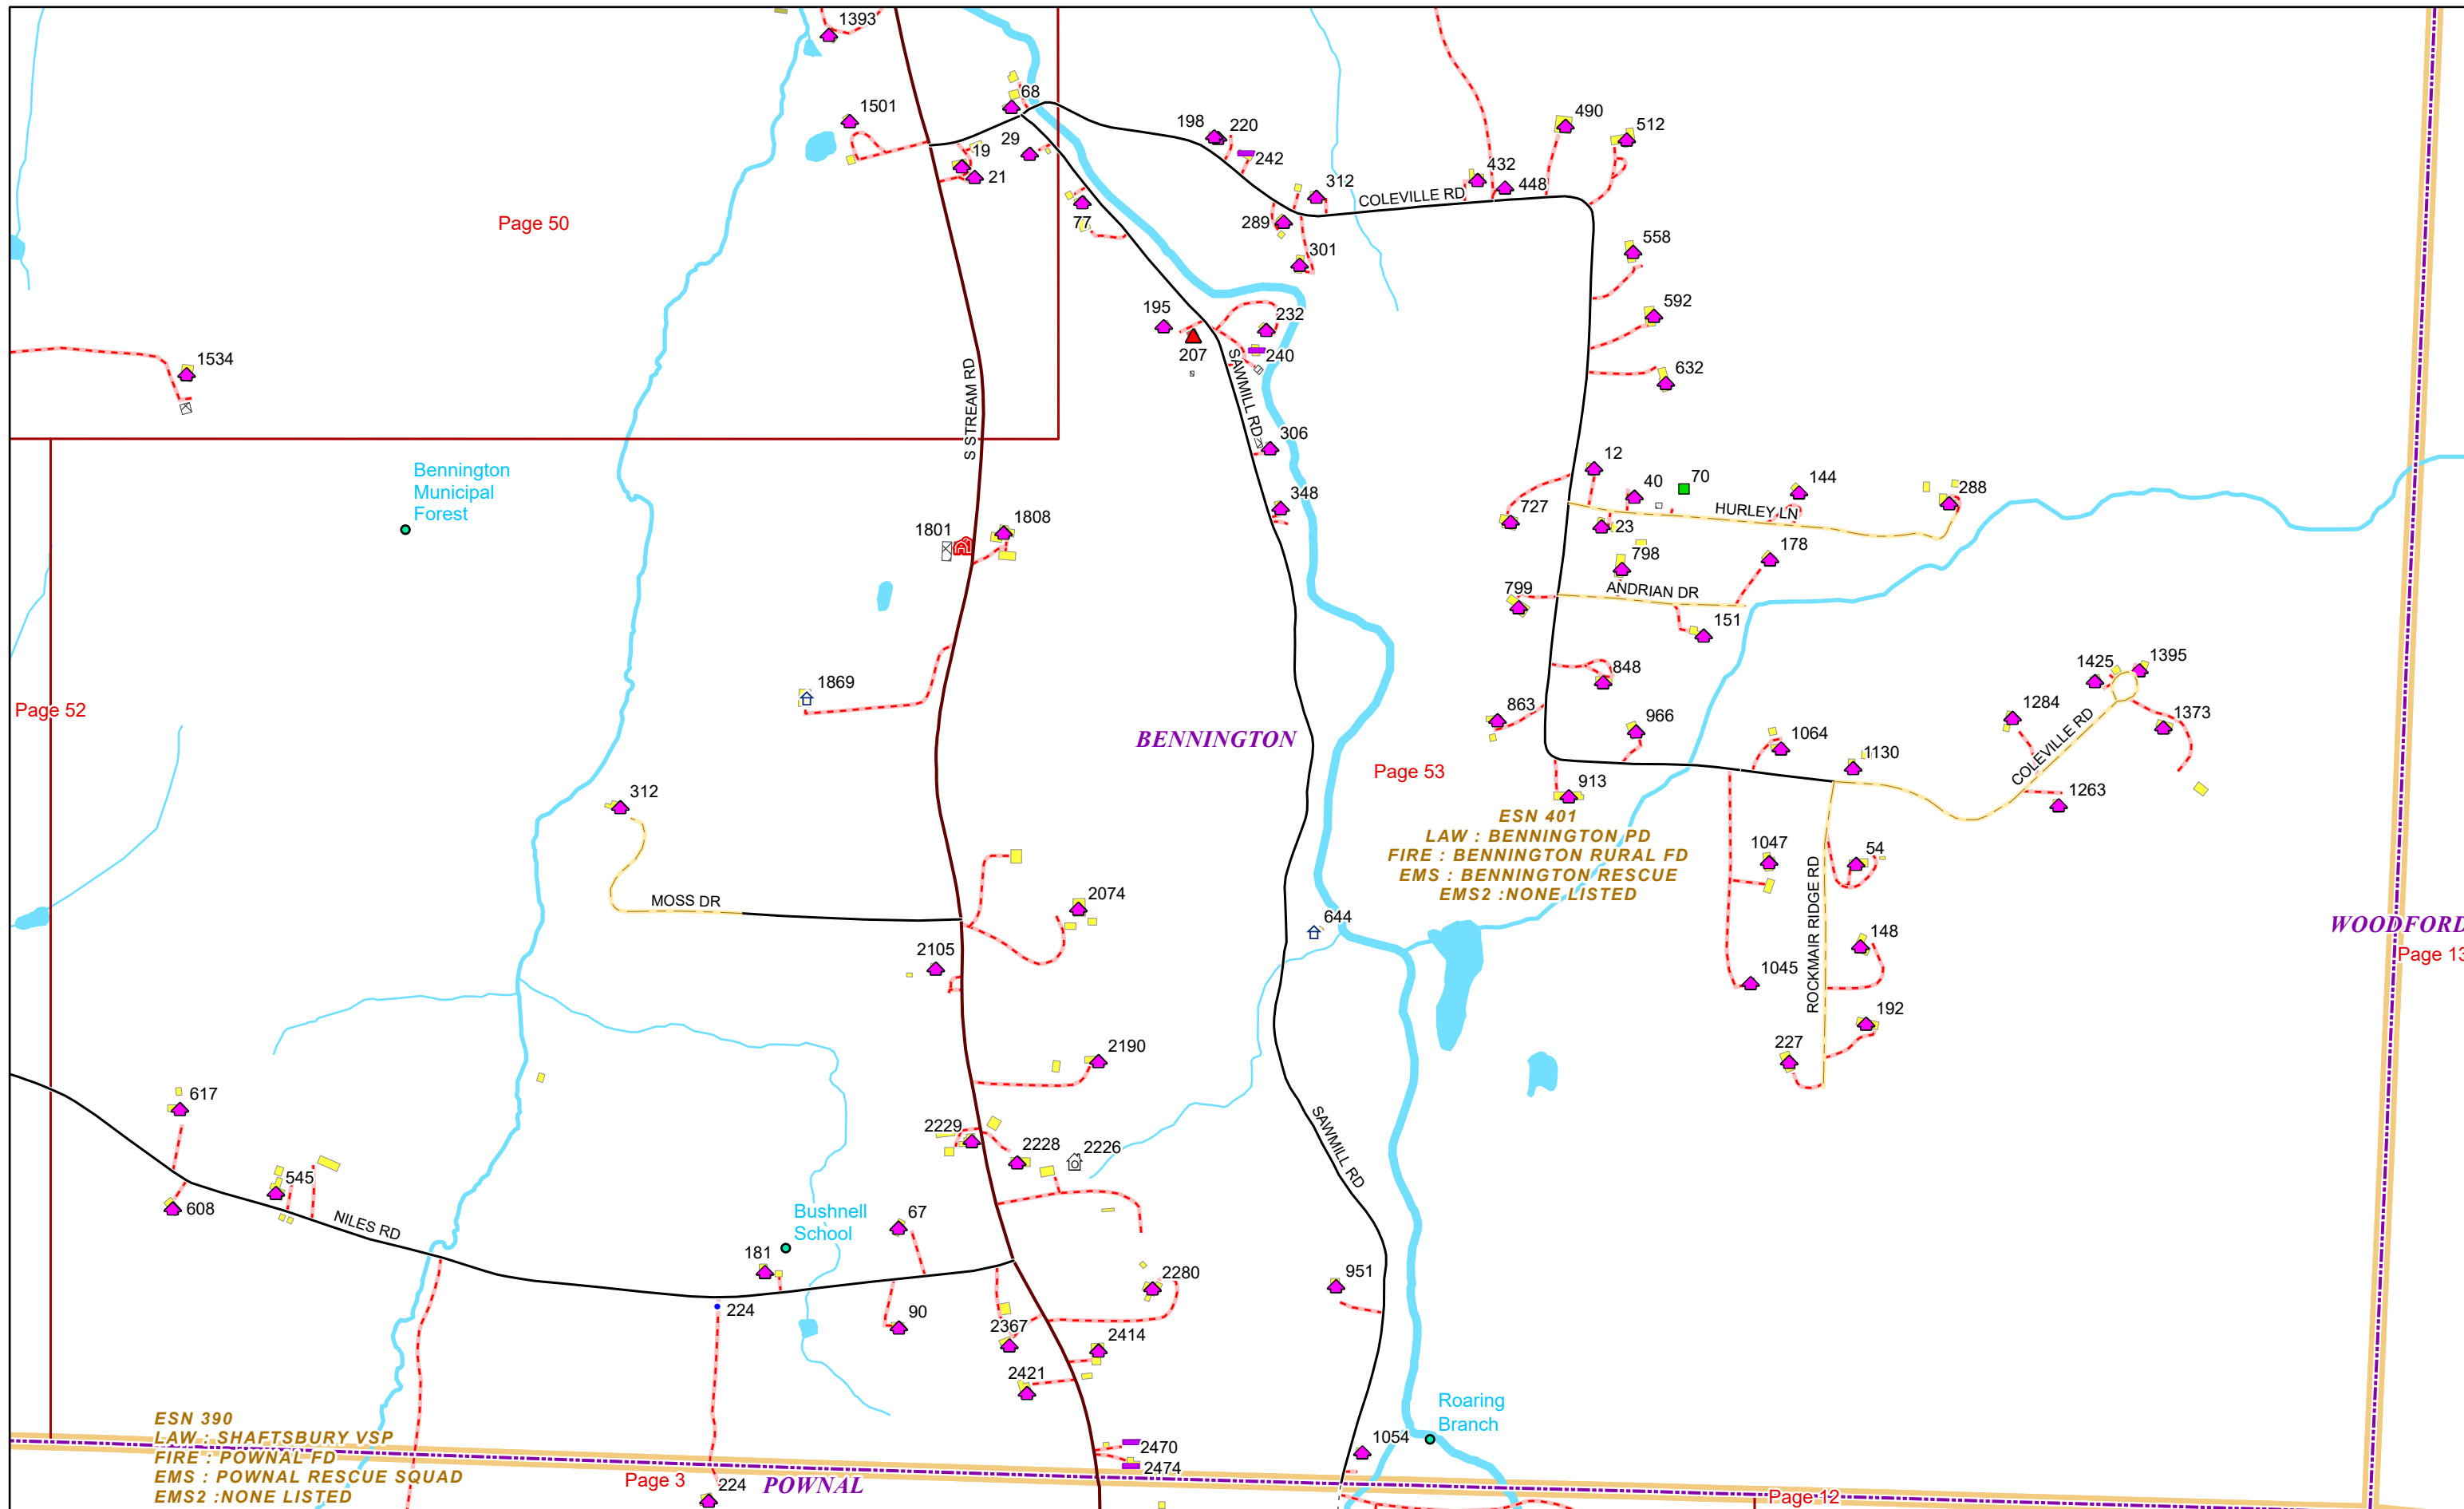 1393
68
1501
198
220
490
512
29
19
242
21
432
448
312
COLEVILLE RD
Page 50
77
289
301
558
195
232
592
207
240
1534
632
S STREAM RD
SAWMILL RD
306
12
Bennington
Municipal
Forest
40
70
144
288
348
727
HURLEY LN
23
1801
1808
798
178
799
ANDRIAN DR
151
1869
848
1425
1395
Page 52
863
966
1284
1373
BENNINGTON
1064
COLEVILLE RD
1130
Page 53
312
913
1263
ESN 401
LAW : BENNINGTON PD
FIRE : BENNINGTON RURAL FD
EMS : BENNINGTON RESCUE
EMS2 :NONE LISTED
1047
54
ROCKMAIR RIDGE RD
MOSS DR
2074
644
WOODFORD
148
Page 13
2105
1045
192
227
2190
617
2229
2228
2226
SAWMILL RD
545
608
NILES RD
Bushnell
School
67
181
2280
951
224
90
2367
2414
2421
Roaring
Branch
ESN 390
LAW : SHAFTSBURY VSP
FIRE : POWNAL FD
EMS : POWNAL RESCUE SQUAD
EMS2 :NONE LISTED
1054
2470
2474
Page 3
224
POWNAL
Page 12